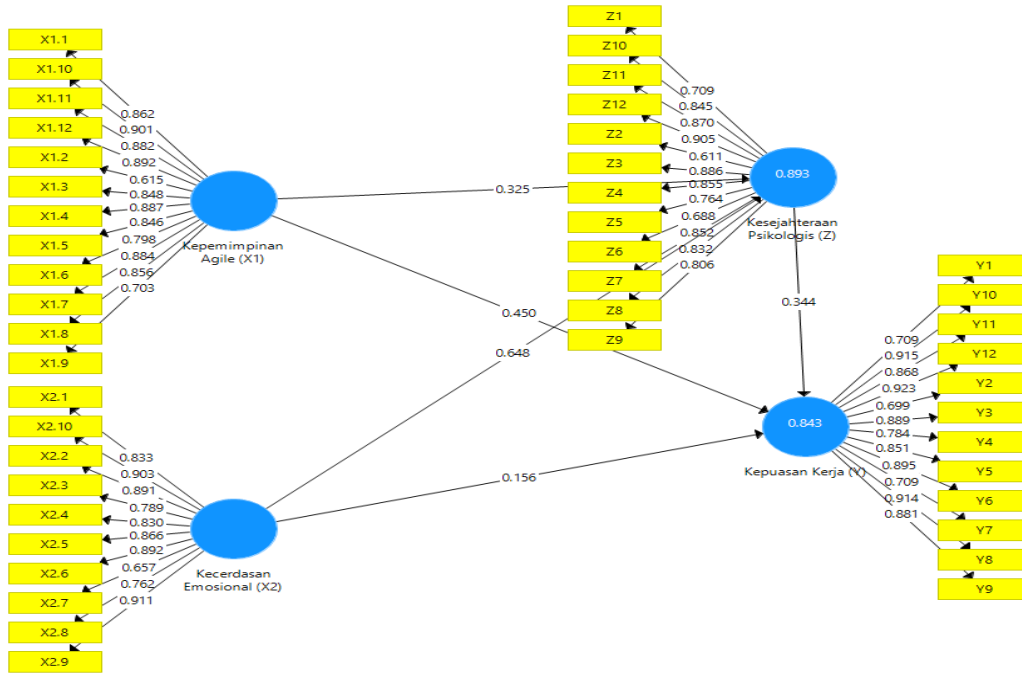 X1.1
X1.10
X1.11
X1.12
X1.2
X1.3
X1.4
X1.5
X1.6
X1.7
X1.8
X1.9
0.862
0.901
0.882
0.892
0.615
0.848
0.887
0.846
0.798
0.884
0.856
0.703
Kepemimpinan
Agile (X1)
X2.1
X2.10
X2.2
X2.3
X2.4
X2.5
X2.6
X2.7
X2.8
X2.9
0.833
0.903
0.891
0.789
0.830
0.866
0.892
0.657
0.762
0.911
Kecerdasan
Emosional (X2)
0.325
0.450
0.648
0.156
Z1
Z10
Z11
Z12
Z2
Z3
Z4
Z5
Z6
Z7
Z8
Z9
0.709
0.845
0.870
0.905
0.611
0.886
0.855
0.764
0.688
0.852
0.832
0.806
0.893
Kesejahteraan
Psikologis (Z)
0.344
0.843
Kepuasan Kerja (Y)
0.709
0.915
0.868
0.923
0.699
0.889
0.784
0.851
0.895
0.709
0.914
0.881
Y1
Y10
Y11
Y12
Y2
Y3
Y4
Y5
Y6
Y7
Y8
Y9